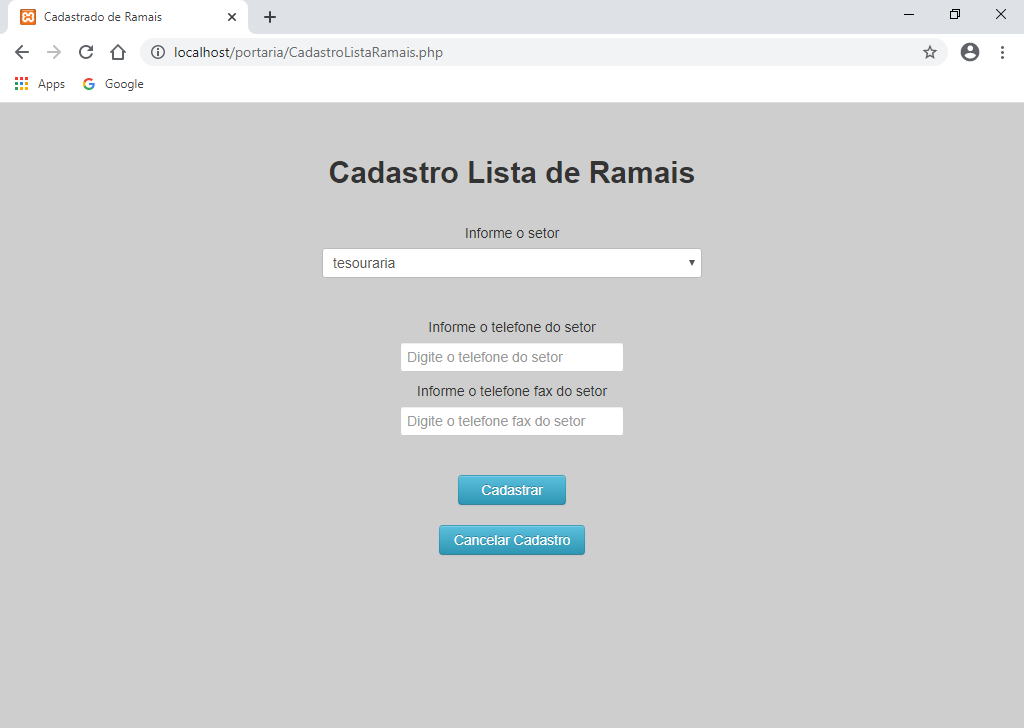 Cadastrado de Ramais
localhost/portaria/CadastroListaRamais.php
Apps Google
Cadastro Lista de Ramais
Informe o setor
tesouraria
Informe o telefone do setor
Digite o telefone do setor
Informe o telefone fax do setor
Digite o telefone fax do setor
Cadastrar
Cancelar Cadastro